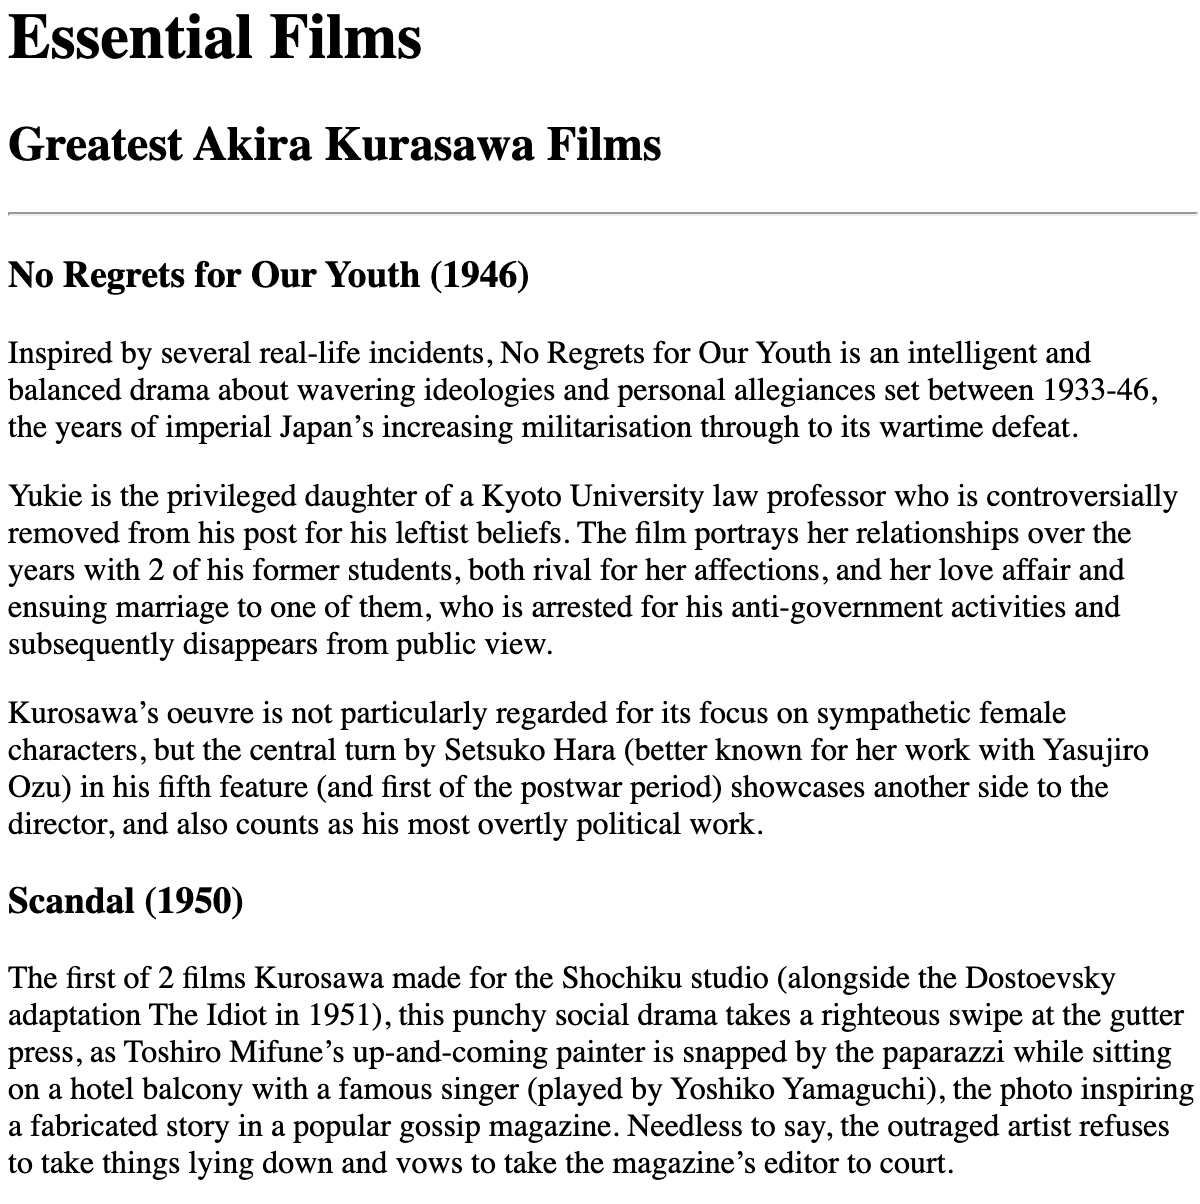 Essential Films
Greatest Akira Kurasawa Films
No Regrets for Our Youth (1946)
Inspired by several real-life incidents, No Regrets for Our Youth is an intelligent and
balanced drama about wavering ideologies and personal allegiances set between 1933-46,
the years of imperial Japan’s increasing militarisation through to its wartime defeat.
Yukie is the privileged daughter of a Kyoto University law professor who is controversially
removed from his post for his leftist beliefs. The film portrays her relationships over the
years with 2 of his former students, both rival for her affections, and her love affair and
ensuing marriage to one of them, who is arrested for his anti-government activities and
subsequently disappears from public view.
Kurosawa’s oeuvre is not particularly regarded for its focus on sympathetic female
characters, but the central turn by Setsuko Hara (better known for her work with Yasujiro
Ozu) in his fifth feature (and first of the postwar period) showcases another side to the
director, and also counts as his most overtly political work.
Scandal (1950)
The first of 2 films Kurosawa made for the Shochiku studio (alongside the Dostoevsky
adaptation The Idiot in 1951), this punchy social drama takes a righteous swipe at the gutter
press, as Toshiro Mifune’s up-and-coming painter is snapped by the paparazzi while sitting
on a hotel balcony with a famous singer (played by Yoshiko Yamaguchi), the photo inspiring
a fabricated story in a popular gossip magazine. Needless to say, the outraged artist refuses
to take things lying down and vows to take the magazine’s editor to court.